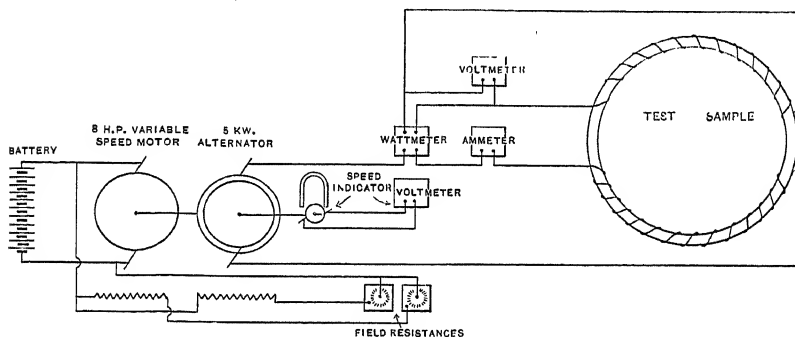 VOLTMETER
TEST SAMPLE
8 H.P. VARIABLE
SPEED MOTOR
5 KW.
ALTERNATOR
WATTMETER
AMMETER
BATTERY
SPEED
INDICATOR
VOLTMETER
FIELD RESISTANCES